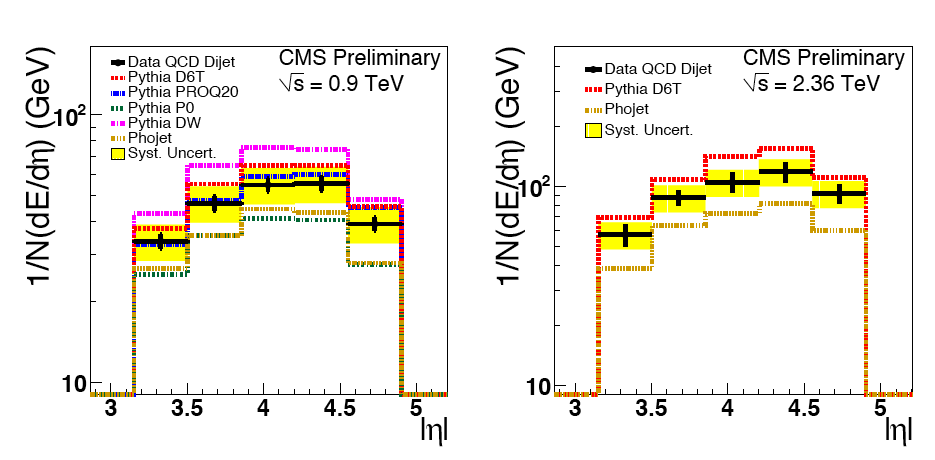 CMS Preliminary
√s = 0.9 TeV
Data QCD Dijet
Pythia D6T
Pythia PROQ20
Pythia P0
Pythia DW
Phojet
Syst. Uncert.
1/N(dE/dη) (GeV)
10²
10
3 3.5 4 4.5 5
|η|
CMS Preliminary
√s = 2.36 TeV
Data QCD Dijet
Pythia D6T
Phojet
Syst. Uncert.
1/N(dE/dη) (GeV)
10²
10
3 3.5 4 4.5 5
|η|